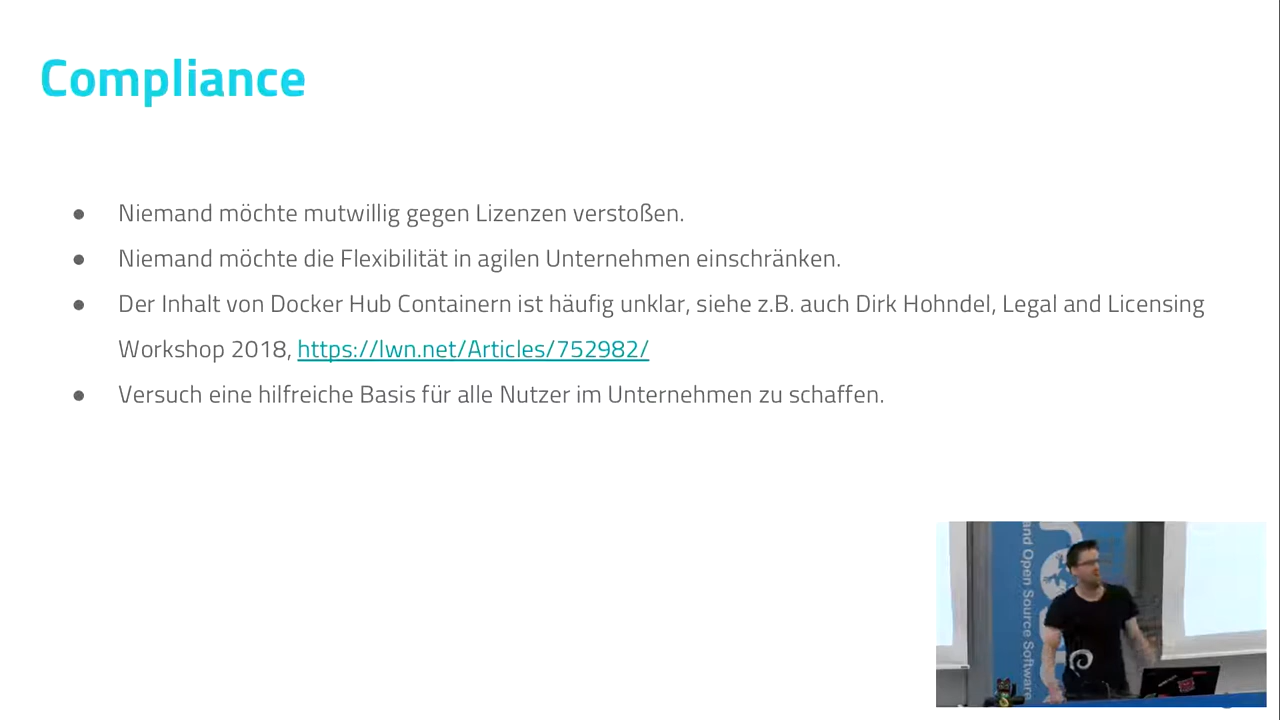 Compliance
● Niemand möchte mutwillig gegen Lizenzen verstoßen.
● Niemand möchte die Flexibilität in agilen Unternehmen einschränken.
● Der Inhalt von Docker Hub Containern ist häufig unklar, siehe z.B. auch Dirk Hohndel, Legal and Licensing
Workshop 2018, https://lwn.net/Articles/752982/
● Versuch eine hilfreiche Basis für alle Nutzer im Unternehmen zu schaffen.
and Open Source Software